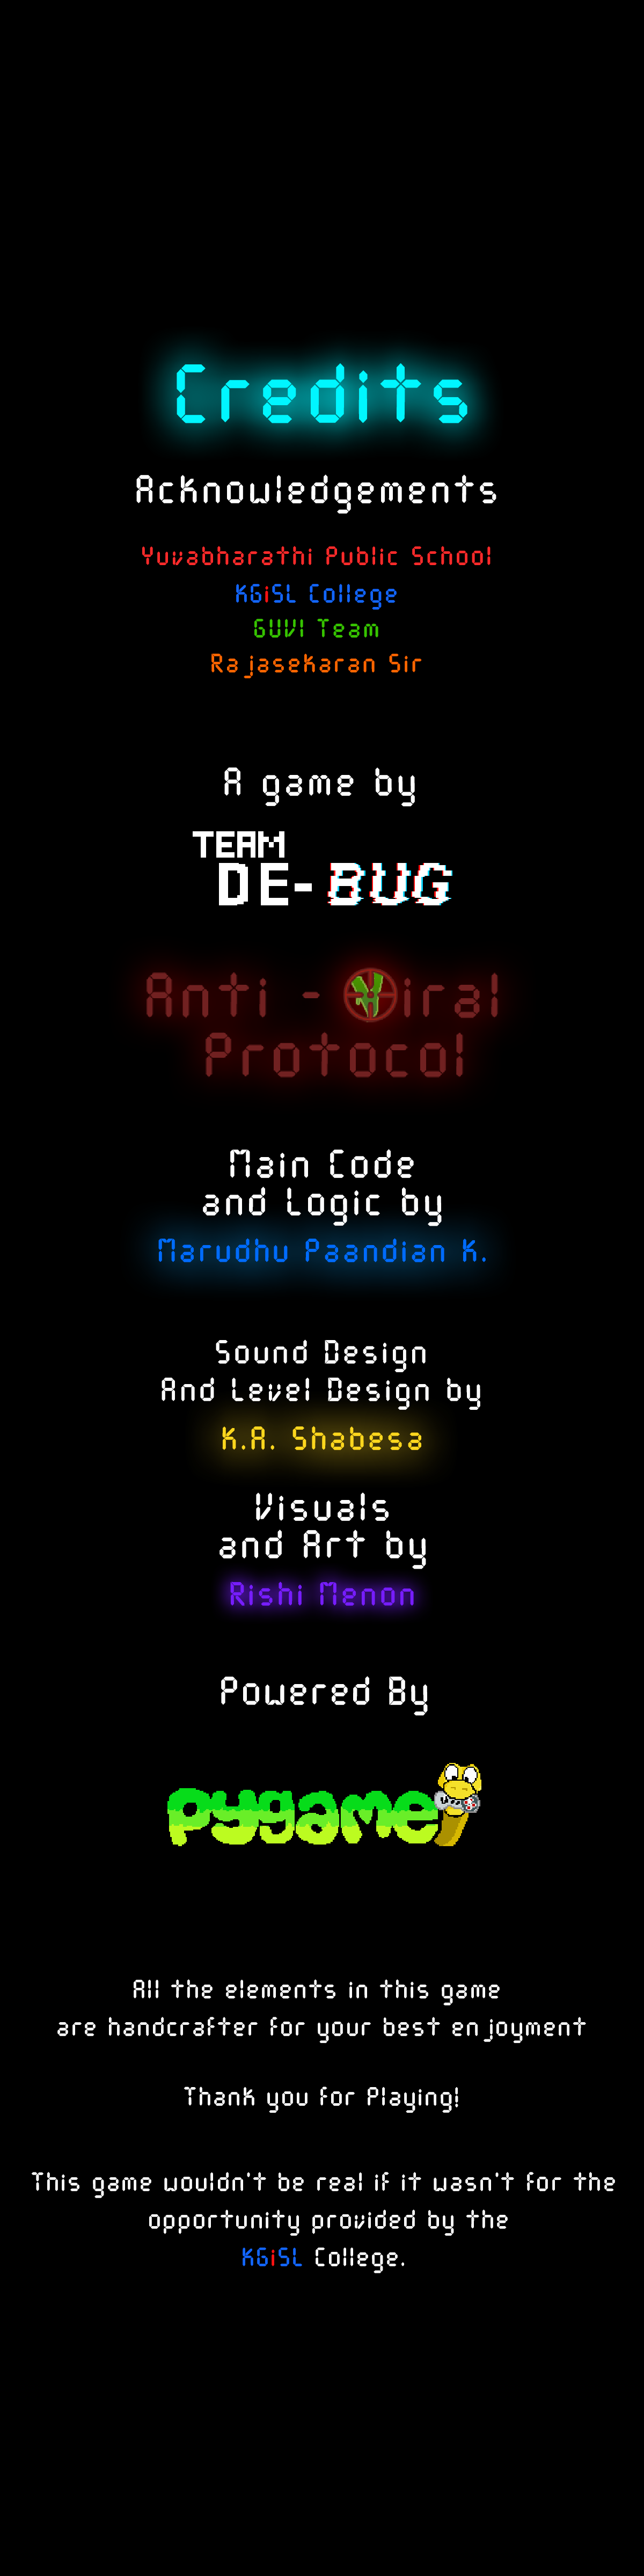 Credits
Acknowledgements
Yuvabharathi Public School
KGiSL College
GUVI Team
Rajasekaran Sir
A game by
TEAM
DE-BUG
Anti - Viral
Protocol
Main Code
and Logic by
Marudhu Paandian K.
Sound Design
And Level Design by
K.A. Shabesa
Visuals
and Art by
Rishi Menon
Powered By
pygame
All the elements in this game
are handcrafter for your best enjoyment
Thank you for Playing!
This game wouldn't be real if it wasn't for the
opportunity provided by the
KGiSL College.